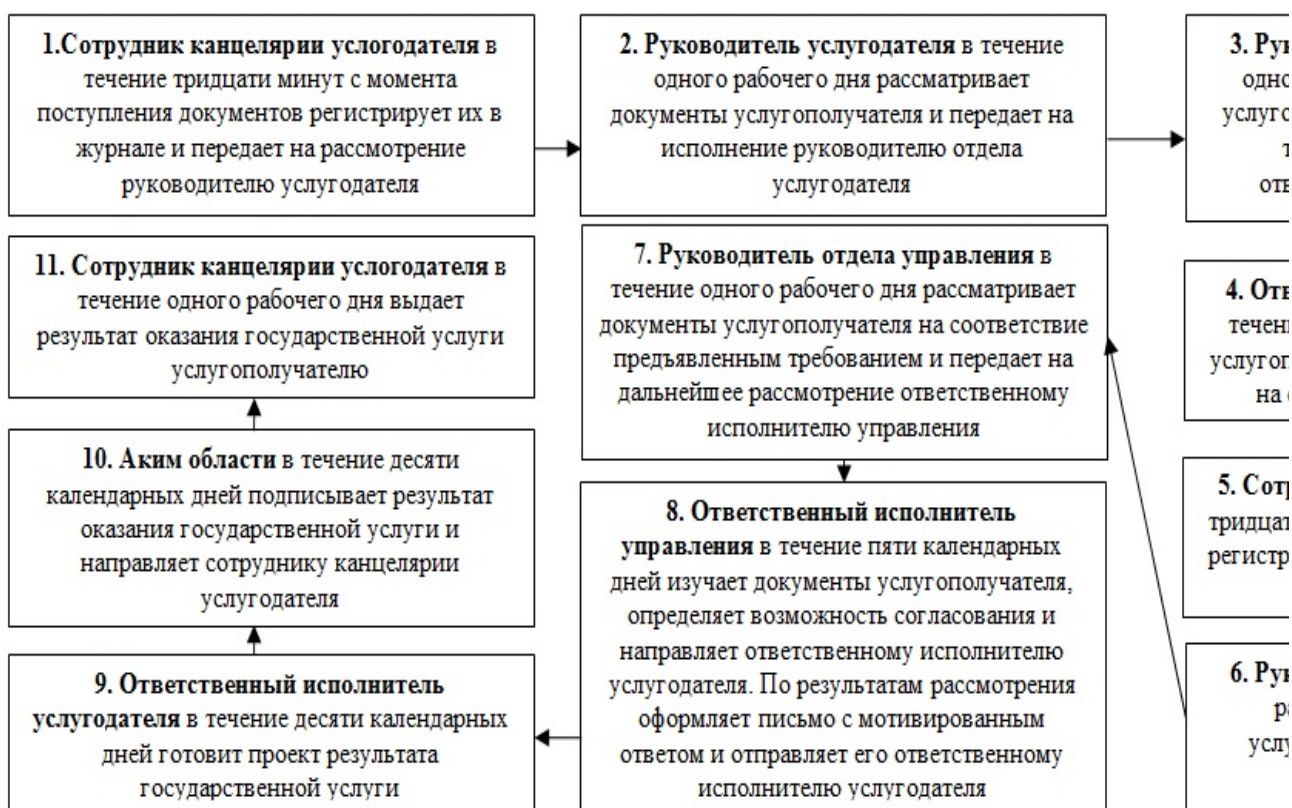 1.Сотрудник канцелярии услогодателя в
течение тридцати минут с момента
поступления документов регистрирует их в
журнале и передает на рассмотрение
руководителю услугодателя
2. Руководитель услугодателя в течение
одного рабочего дня рассматривает
документы услугополучателя и передает на
исполнение руководителю отдела
услугодателя
3.
4.
на
5.
6.
7. Руководитель отдела управления в
течение одного рабочего дня рассматривает
документы услугополучателя на соответствие
предъявленным требованием и передает на
дальнейшее рассмотрение ответственному
исполнителю управления
8. Ответственный исполнитель
управления в течение пяти календарных
дней изучает документы услугополучателя,
определяет возможность согласования и
направляет ответственному исполнителю
услугодателя. По результатам рассмотрения
оформляет письмо с мотивированным
ответом и отправляет его ответственному
исполнителю услугодателя
9. Ответственный исполнитель
услугодателя в течение десяти календарных
дней готовит проект результата
государственной услуги
10. Аким области в течение десяти
календарных дней подписывает результат
оказания государственной услуги и
направляет сотруднику канцелярии
услугодателя
11. Сотрудник канцелярии услогодателя в
течение одного рабочего дня выдает
результат оказания государственной услуги
услугополучателю